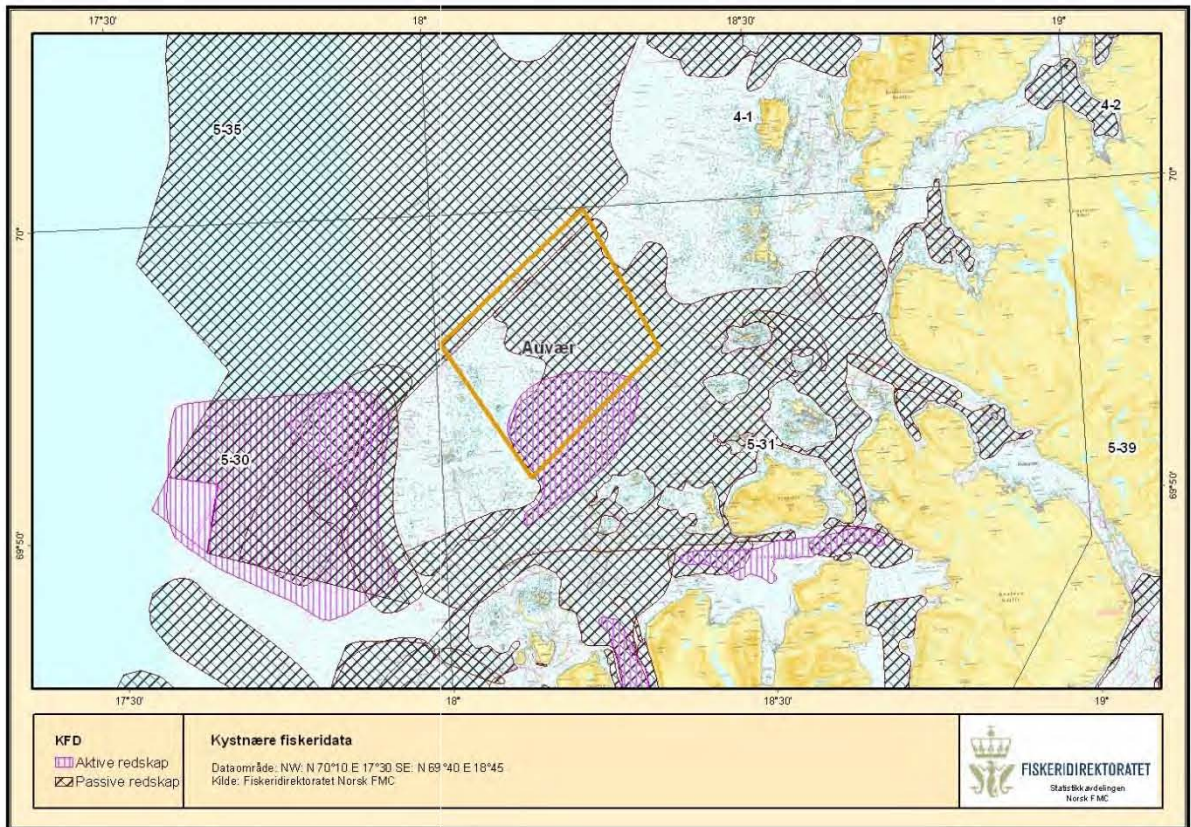 17°30' 18° 18°30' 19°
5-35
4-1
4-2
70°
70°
Auvær
5-30
5-31
5-39
69°50'
69°50'
17°30' 18° 18°30' 19°
KFD
Aktive redskap
Passive redskap
Kystnære fiskeridata
Dataområde: NW: N 70°10 E 17°30 SE: N 69°40 E 18°45
Kilde: Fiskeridirektoratet Norsk FMC
FISKERIDIREKTORATET
Statistikkavdelingen
Norsk FMC